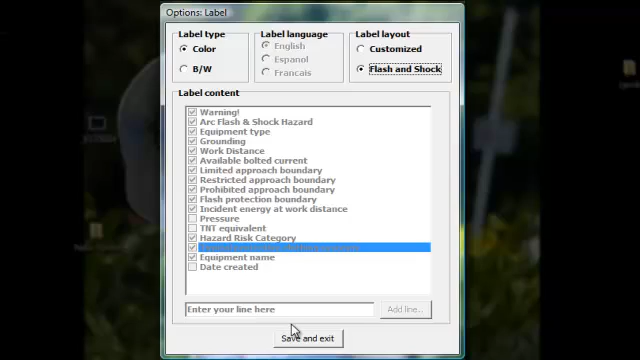 Options: Label
Label type
Color
B/W
Label language
English
Espanol
Francais
Label layout
Customized
Flash and Shock
Label content
Warning!
Arc Flash & Shock Hazard
Equipment type
Grounding
Work Distance
Available bolted current
Limited approach boundary
Restricted approach boundary
Prohibited approach boundary
Flash protection boundary
Incident energy at work distance
Pressure
TNT equivalent
Hazard Risk Category
Equipment name
Date created
Enter your line here
Add line...
Save and exit